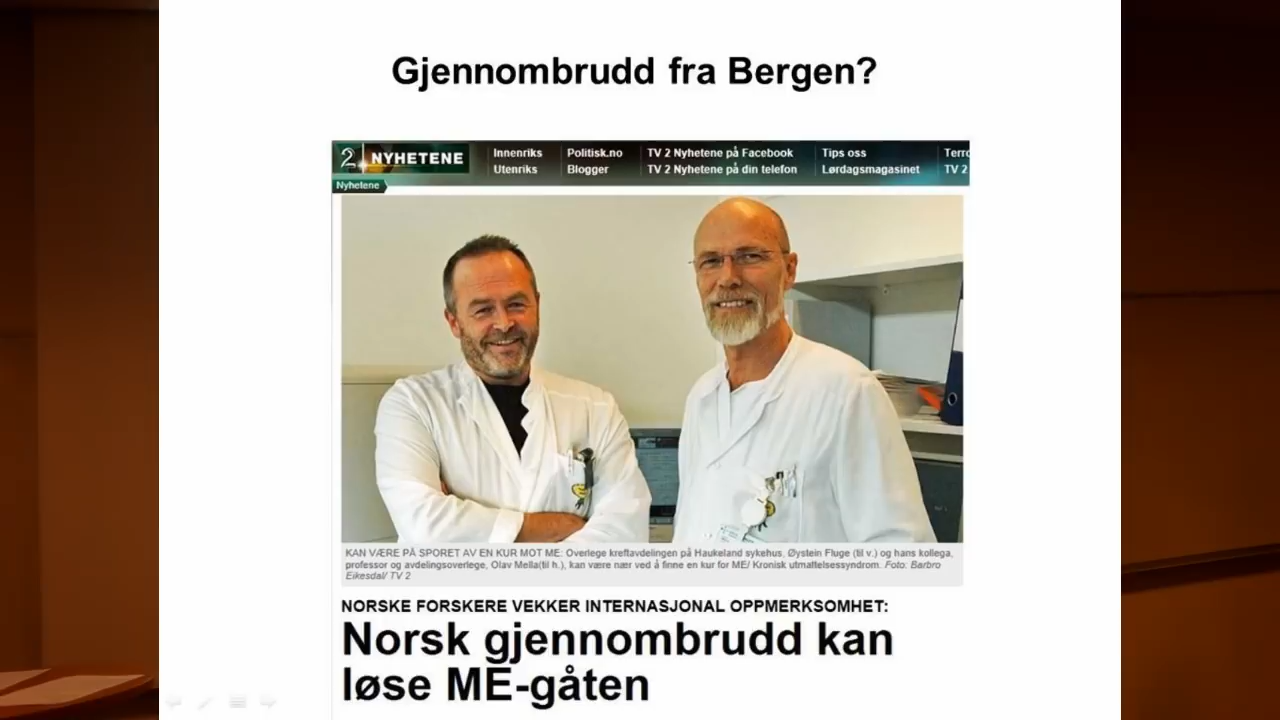 Gjennombrudd fra Bergen?
2 NYHETENE
Innenriks Politisk.no TV 2 Nyhetene på Facebook Tips oss
Utenriks Blogger TV 2 Nyhetene på din telefon Lørdagsmagasinet TV 2
Nyhetene
KAN VÆRE PÅ SPORET AV EN KUR MOT ME: Overlege kreftavdelingen på Haukeland sykehus, Øystein Fluge (til v.) og hans kollega,
professor og avdelingsoverlege, Olav Mella(til h.), kan være nær ved å finne en kur for ME/ Kronisk utmattelsessyndrom. Foto: Barbro
Eikesdal/ TV 2
NORSKE FORSKERE VEKKER INTERNASJONAL OPPMERKSOMHET:
Norsk gjennombrudd kan
løse ME-gåten